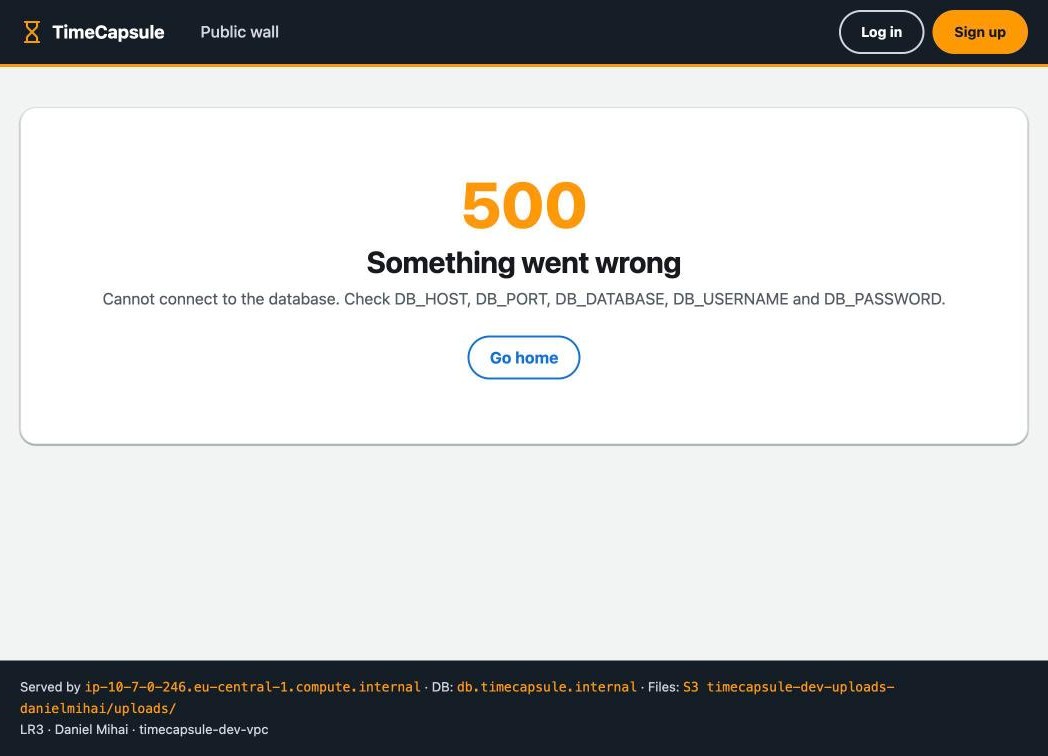 TimeCapsule
Public wall
Log in
Sign up
500
Something went wrong
Cannot connect to the database. Check DB_HOST, DB_PORT, DB_DATABASE, DB_USERNAME and DB_PASSWORD.
Go home
Served by ip-10-7-0-246.eu-central-1.compute.internal · DB: db.timecapsule.internal · Files: S3 timecapsule-dev-uploads-
danielmihai/uploads/
LR3 · Daniel Mihai · timecapsule-dev-vpc